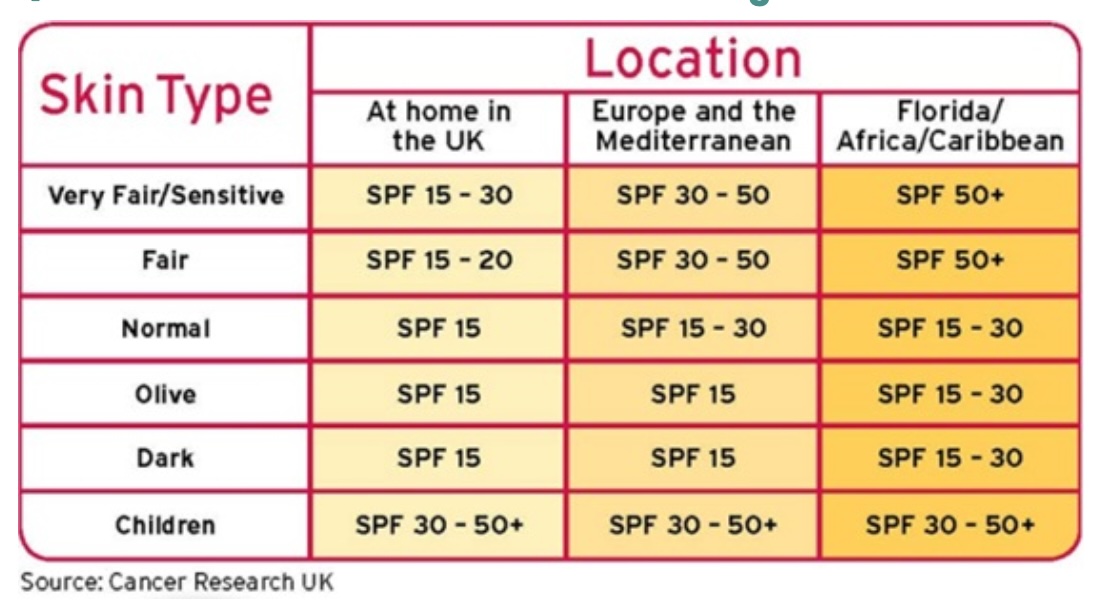 Location
Skin Type
At home in
the UK
Europe and the
Mediterranean
Florida/
Africa/Caribbean
Very Fair/Sensitive SPF 15 – 30 SPF 30 – 50 SPF 50+
Fair SPF 15 – 20 SPF 30 – 50 SPF 50+
Normal SPF 15 SPF 15 – 30 SPF 15 – 30
Olive SPF 15 SPF 15 SPF 15 – 30
Dark SPF 15 SPF 15 SPF 15 – 30
Children SPF 30 – 50+ SPF 30 – 50+ SPF 30 – 50+
Source: Cancer Research UK